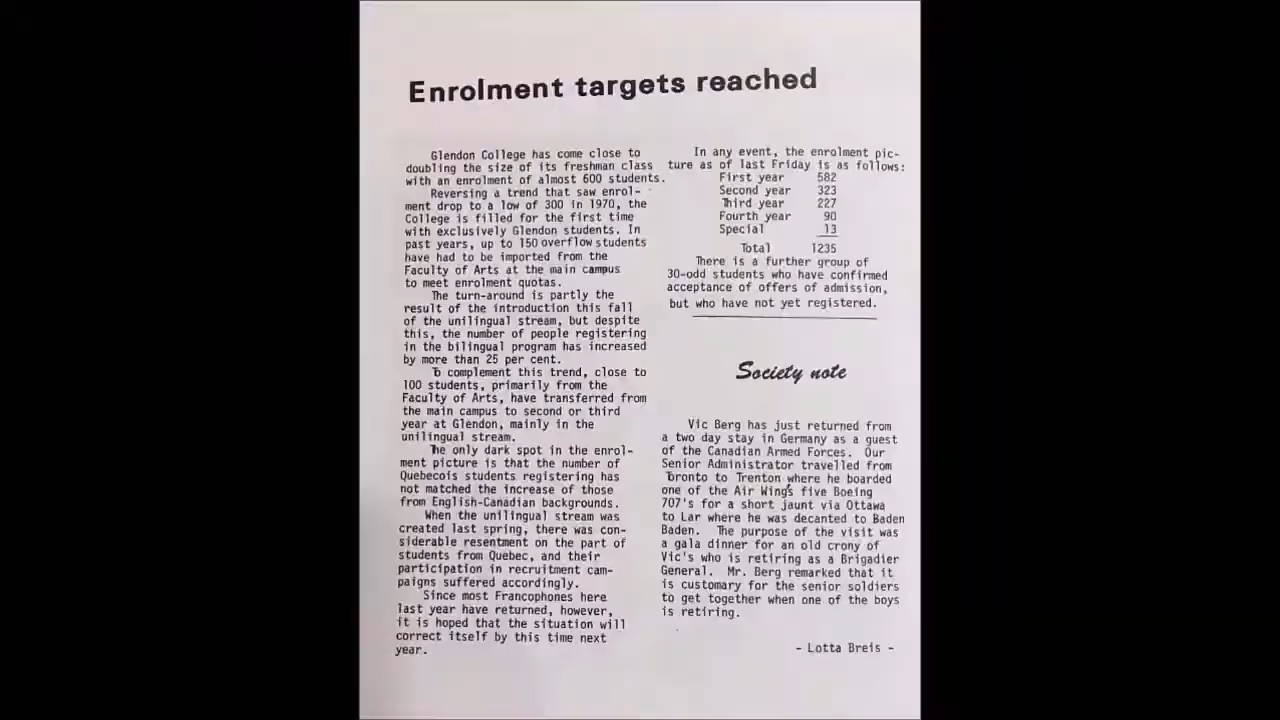 Enrolment targets reached
Glendon College has come close to
doubling the size of its freshman class
with an enrolment of almost 600 students.
Reversing a trend that saw enrol-
ment drop to a low of 300 in 1970, the
College is filled for the first time
with exclusively Glendon students. In
past years, up to 150 overflow students
have had to be imported from the
Faculty of Arts at the main campus
to meet enrolment quotas.
The turn-around is partly the
result of the introduction this fall
of the unilingual stream, but despite
this, the number of people registering
in the bilingual program has increased
by more than 25 per cent.
To complement this trend, close to
100 students, primarily from the
Faculty of Arts, have transferred from
the main campus to second or third
year at Glendon, mainly in the
unilingual stream.
The only dark spot in the enrol-
ment picture is that the number of
Quebecois students registering has
not matched the increase of those
from English-Canadian backgrounds.
When the unilingual stream was
created last spring, there was con-
siderable resentment on the part of
students from Quebec, and their
participation in recruitment cam-
paigns suffered accordingly.
Since most Francophones here
last year have returned, however,
it is hoped that the situation will
correct itself by this time next
year.
In any event, the enrolment pic-
ture as of last Friday is as follows:
First year 582
Second year 323
Third year 227
Fourth year 90
Special 13
Total 1235
There is a further group of
30-odd students who have confirmed
acceptance of offers of admission,
but who have not yet registered.
Society note
Vic Berg has just returned from
a two day stay in Germany as a guest
of the Canadian Armed Forces. Our
Senior Administrator travelled from
Toronto to Trenton where he boarded
one of the Air Wing's five Boeing
707's for a short jaunt via Ottawa
to Lar where he was decanted to Baden
Baden. The purpose of the visit was
a gala dinner for an old crony of
Vic's who is retiring as a Brigadier
General. Mr. Berg remarked that it
is customary for the senior soldiers
to get together when one of the boys
is retiring.
- Lotta Breis -